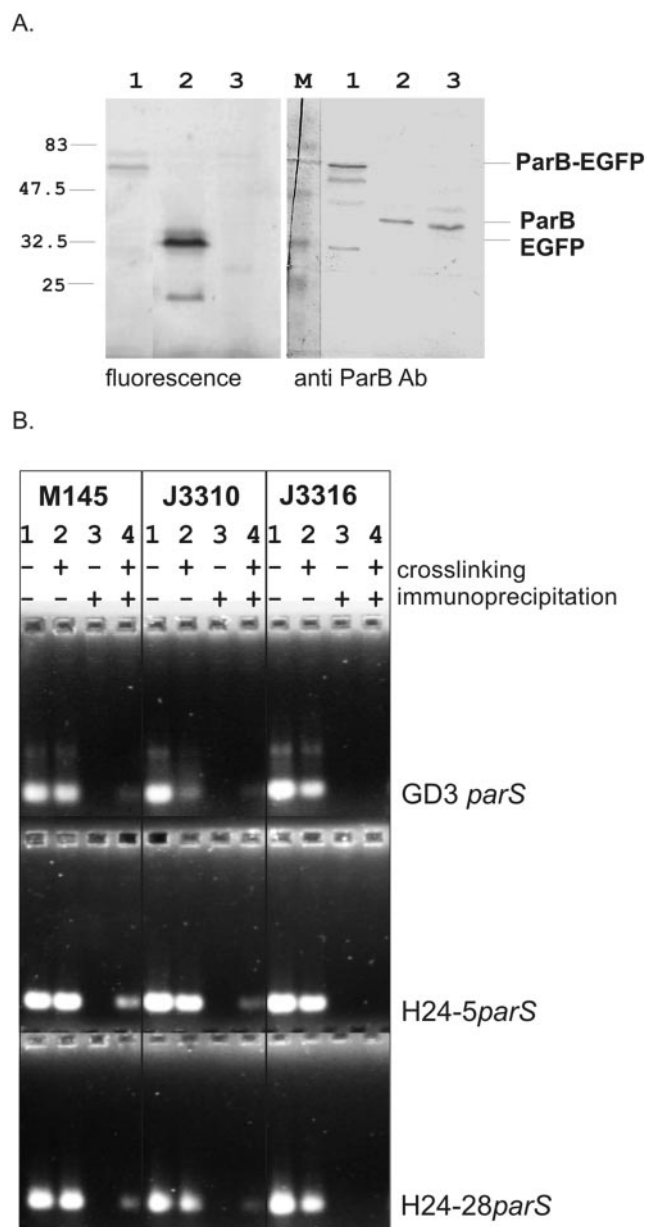 A.
1 2 3 M 1 2 3
83
47.5
32.5
25
ParB-EGFP
ParB
EGFP
fluorescence anti ParB Ab
B.
M145 J3310 J3316
1 2 3 4 1 2 3 4 1 2 3 4
- + - + - + - + - + - + crosslinking
- - + + - - + + - - + + immunoprecipitation
GD3 parS
H24-5parS
H24-28parS